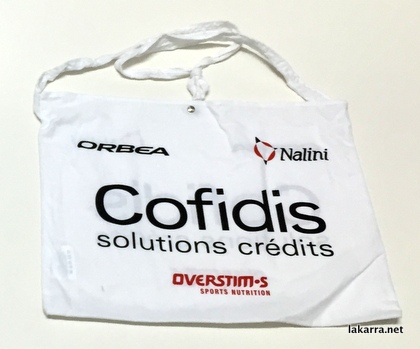 ORBEA
Nalini
Cofidis
solutions crédits
OVERSTIM•S
SPORTS NUTRITION
lakarra.net